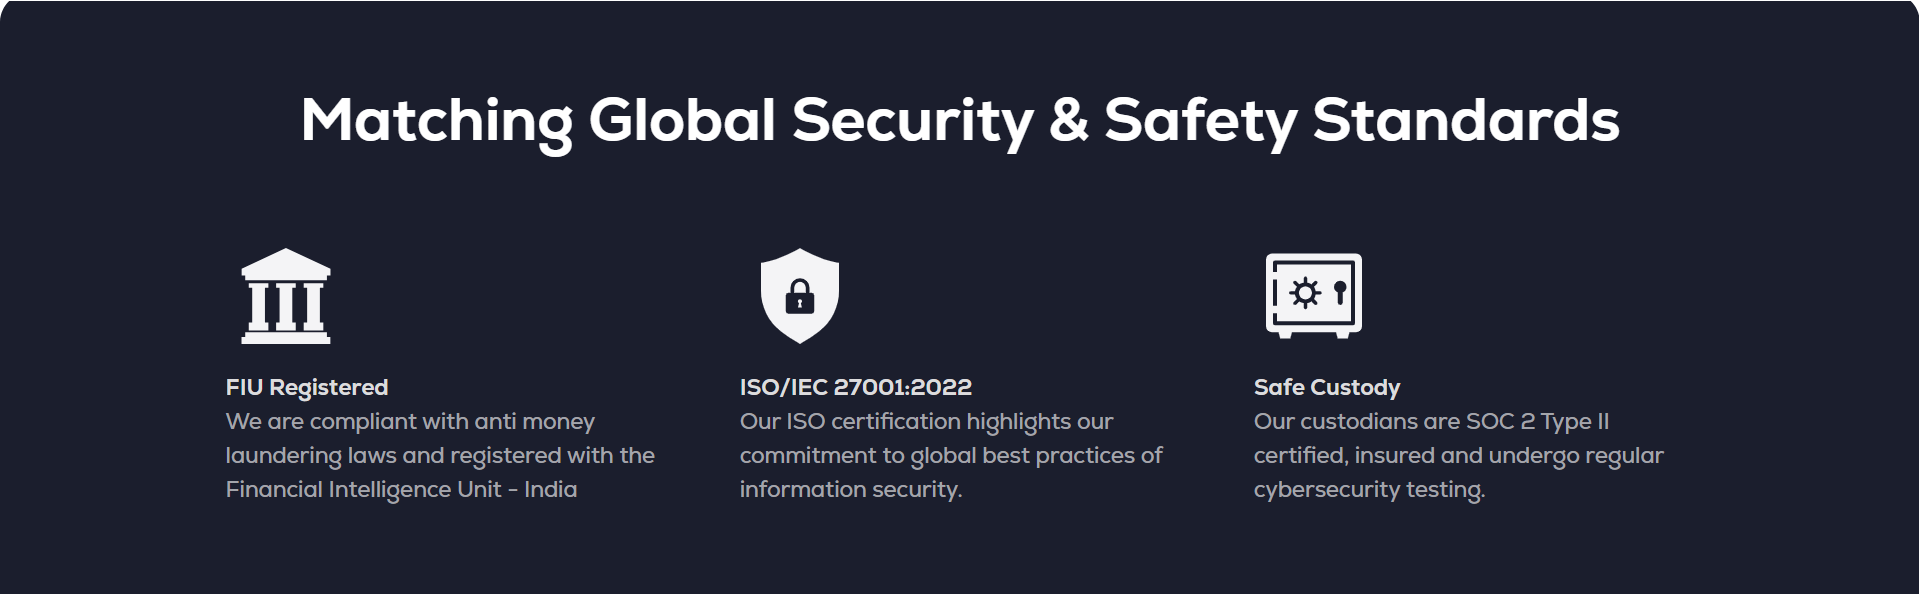 Matching Global Security & Safety Standards
FIU Registered
We are compliant with anti money
laundering laws and registered with the
Financial Intelligence Unit - India
ISO/IEC 27001:2022
Our ISO certification highlights our
commitment to global best practices of
information security.
Safe Custody
Our custodians are SOC 2 Type II
certified, insured and undergo regular
cybersecurity testing.